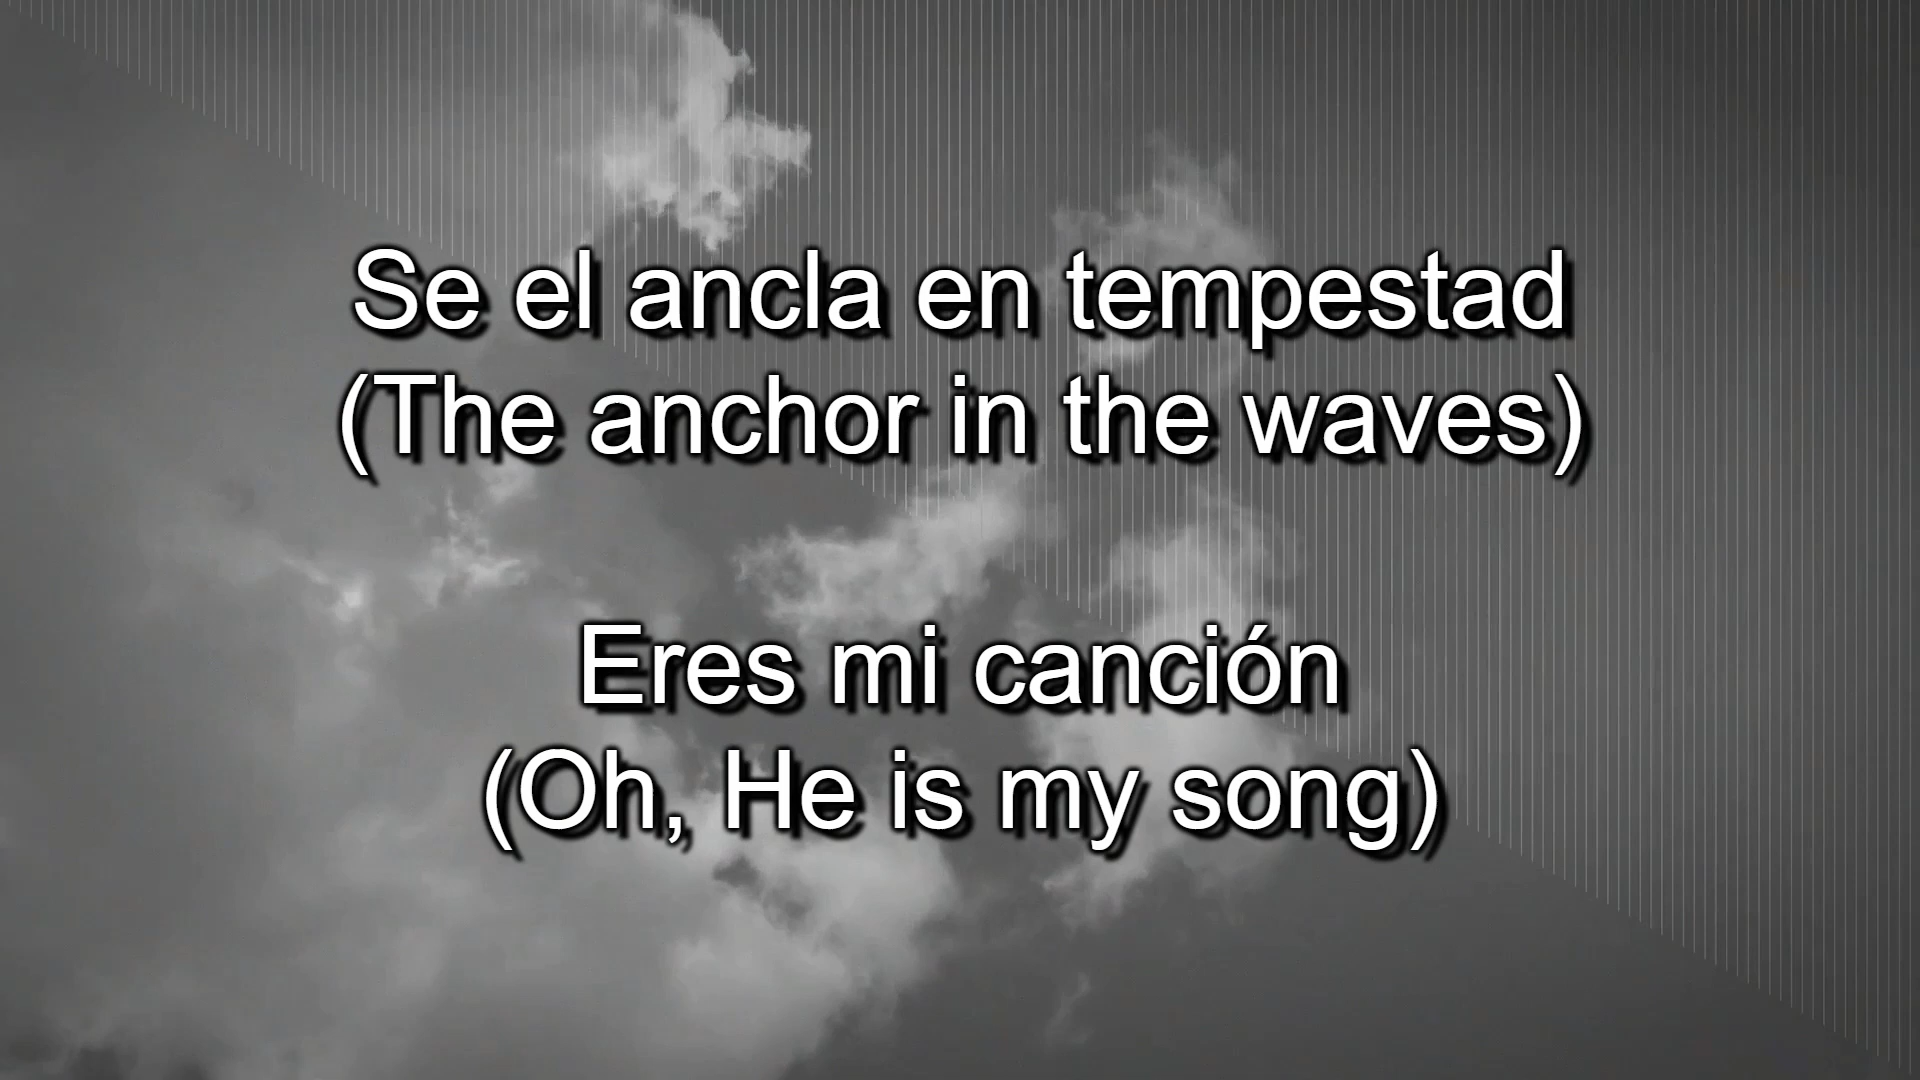 Se el ancla en tempestad
(The anchor in the waves)
Eres mi canción
(Oh, He is my song)